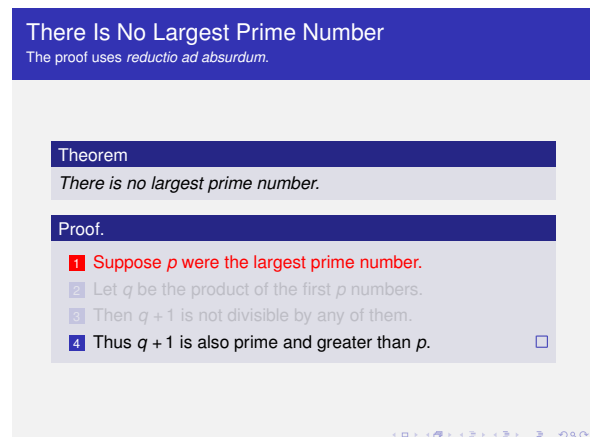 There Is No Largest Prime Number
The proof uses reductio ad absurdum.
Theorem
There is no largest prime number.
Proof.
1 Suppose p were the largest prime number.
2 Let q be the product of the first p numbers.
3 Then q + 1 is not divisible by any of them.
4 Thus q + 1 is also prime and greater than p.